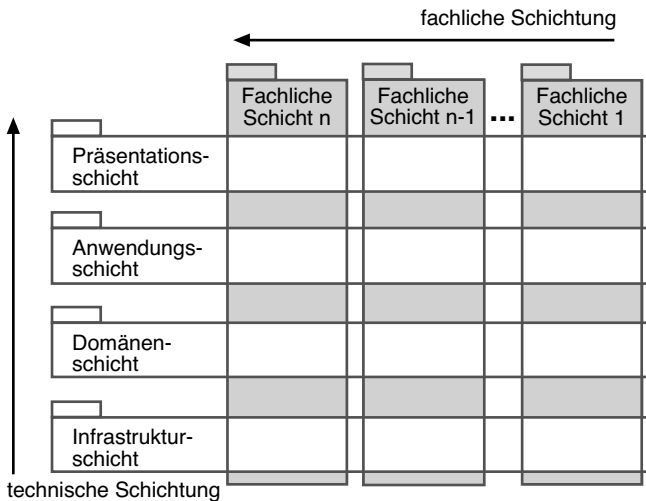 fachliche Schichtung
Fachliche
Schicht n
Fachliche
Schicht n-1
...
Fachliche
Schicht 1
Präsentations-
schicht
Anwendungs-
schicht
Domänen-
schicht
Infrastruktur-
schicht
technische Schichtung